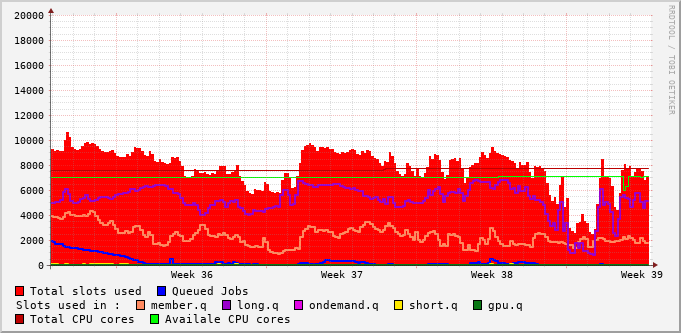 RRDTOOL / TOBI OETIKER
20000
18000
16000
14000
12000
10000
8000
6000
4000
2000
0
Week 36 Week 37 Week 38 Week 39
Total slots used Queued Jobs
Slots used in : member.q long.q ondemand.q short.q gpu.q
Total CPU cores Availale CPU cores